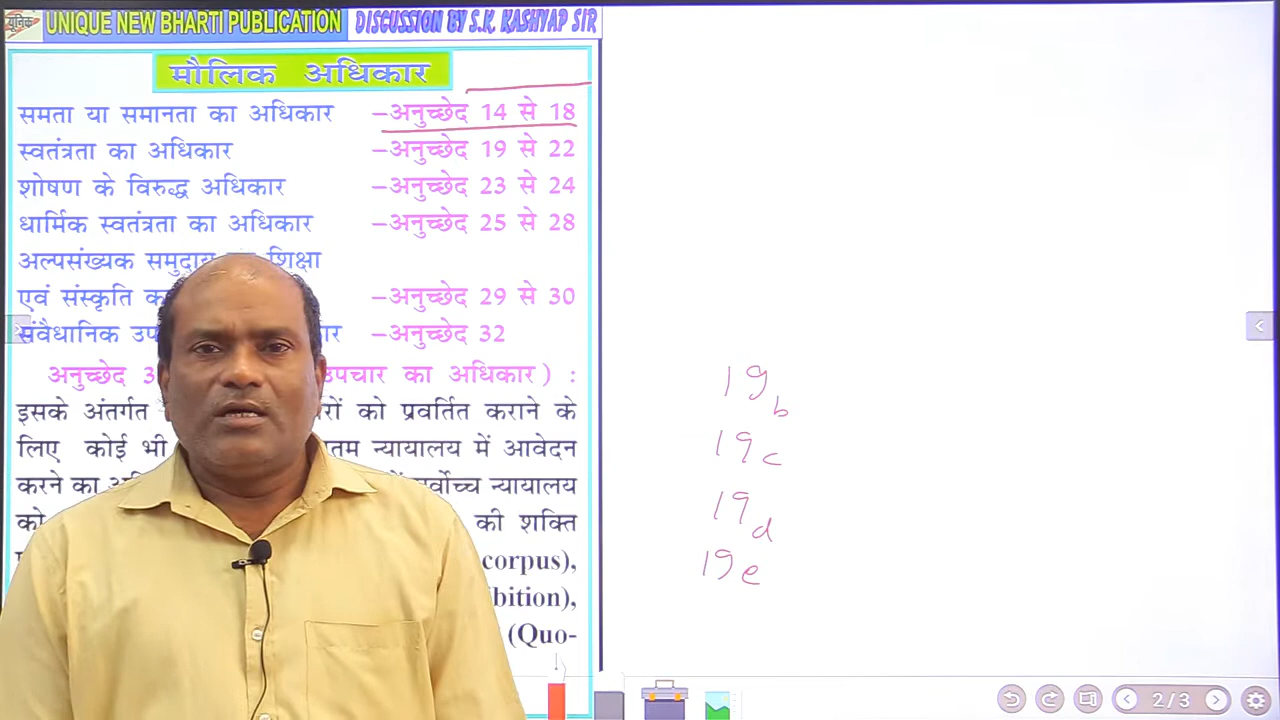 यूनिक UNIQUE NEW BHARTI PUBLICATION DISCUSSION BY S.K. KASHYAP SIR
मौलिक अधिकार
समता या समानता का अधिकार –अनुच्छेद 14 से 18
स्वतंत्रता का अधिकार –अनुच्छेद 19 से 22
शोषण के विरुद्ध अधिकार –अनुच्छेद 23 से 24
धार्मिक स्वतंत्रता का अधिकार –अनुच्छेद 25 से 28
अल्पसंख्यक समुदाय शिक्षा
एवं संस्कृति –अनुच्छेद 29 से 30
संवैधानिक –अनुच्छेद 32
अनुच्छेद उपचार का अधिकार ) :
इसके अंतर्गत को प्रवर्तित कराने के
लिए कोई भी न्यायालय में आवेदन
करने का सर्वोच्च न्यायालय
को की शक्ति
corpus),
(Quo-
19b
19c
19d
19e
2/3